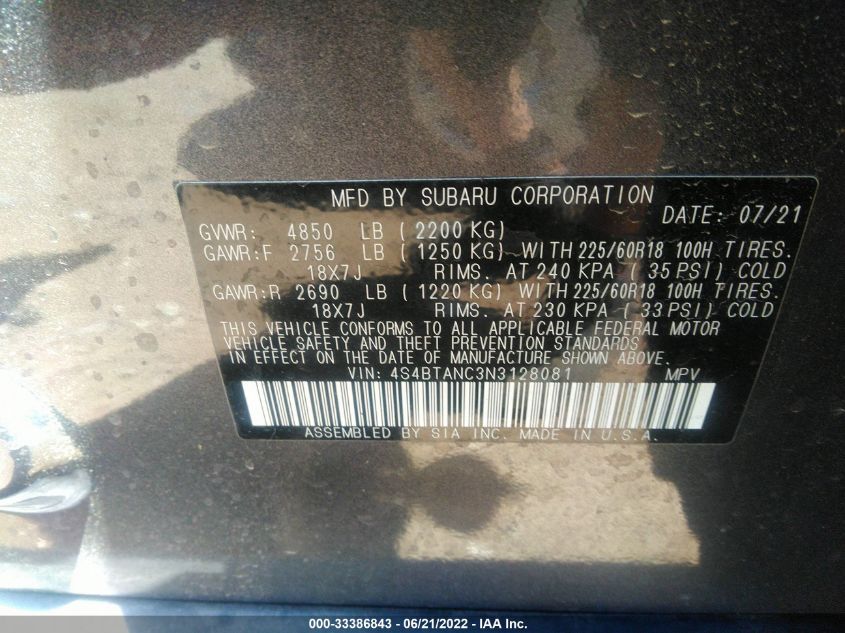 MFD BY SUBARU CORPORATION
DATE: 07/21
GVWR: 4850 LB ( 2200 KG)
GAWR:F 2756 LB ( 1250 KG) WITH 225/60R18 100H TIRES.
18X7J RIMS. AT 240 KPA ( 35 PSI) COLD
GAWR:R 2690 LB ( 1220 KG) WITH 225/60R18 100H TIRES.
18X7J RIMS. AT 230 KPA ( 33 PSI) COLD
THIS VEHICLE CONFORMS TO ALL APPLICABLE FEDERAL MOTOR
VEHICLE SAFETY AND THEFT PREVENTION STANDARDS
IN EFFECT ON THE DATE OF MANUFACTURE SHOWN ABOVE.
VIN: 4S4BTANC3N3128081 MPV
ASSEMBLED BY SIA INC. MADE IN U.S.A.
000-33386843 - 06/21/2022 - IAA Inc.